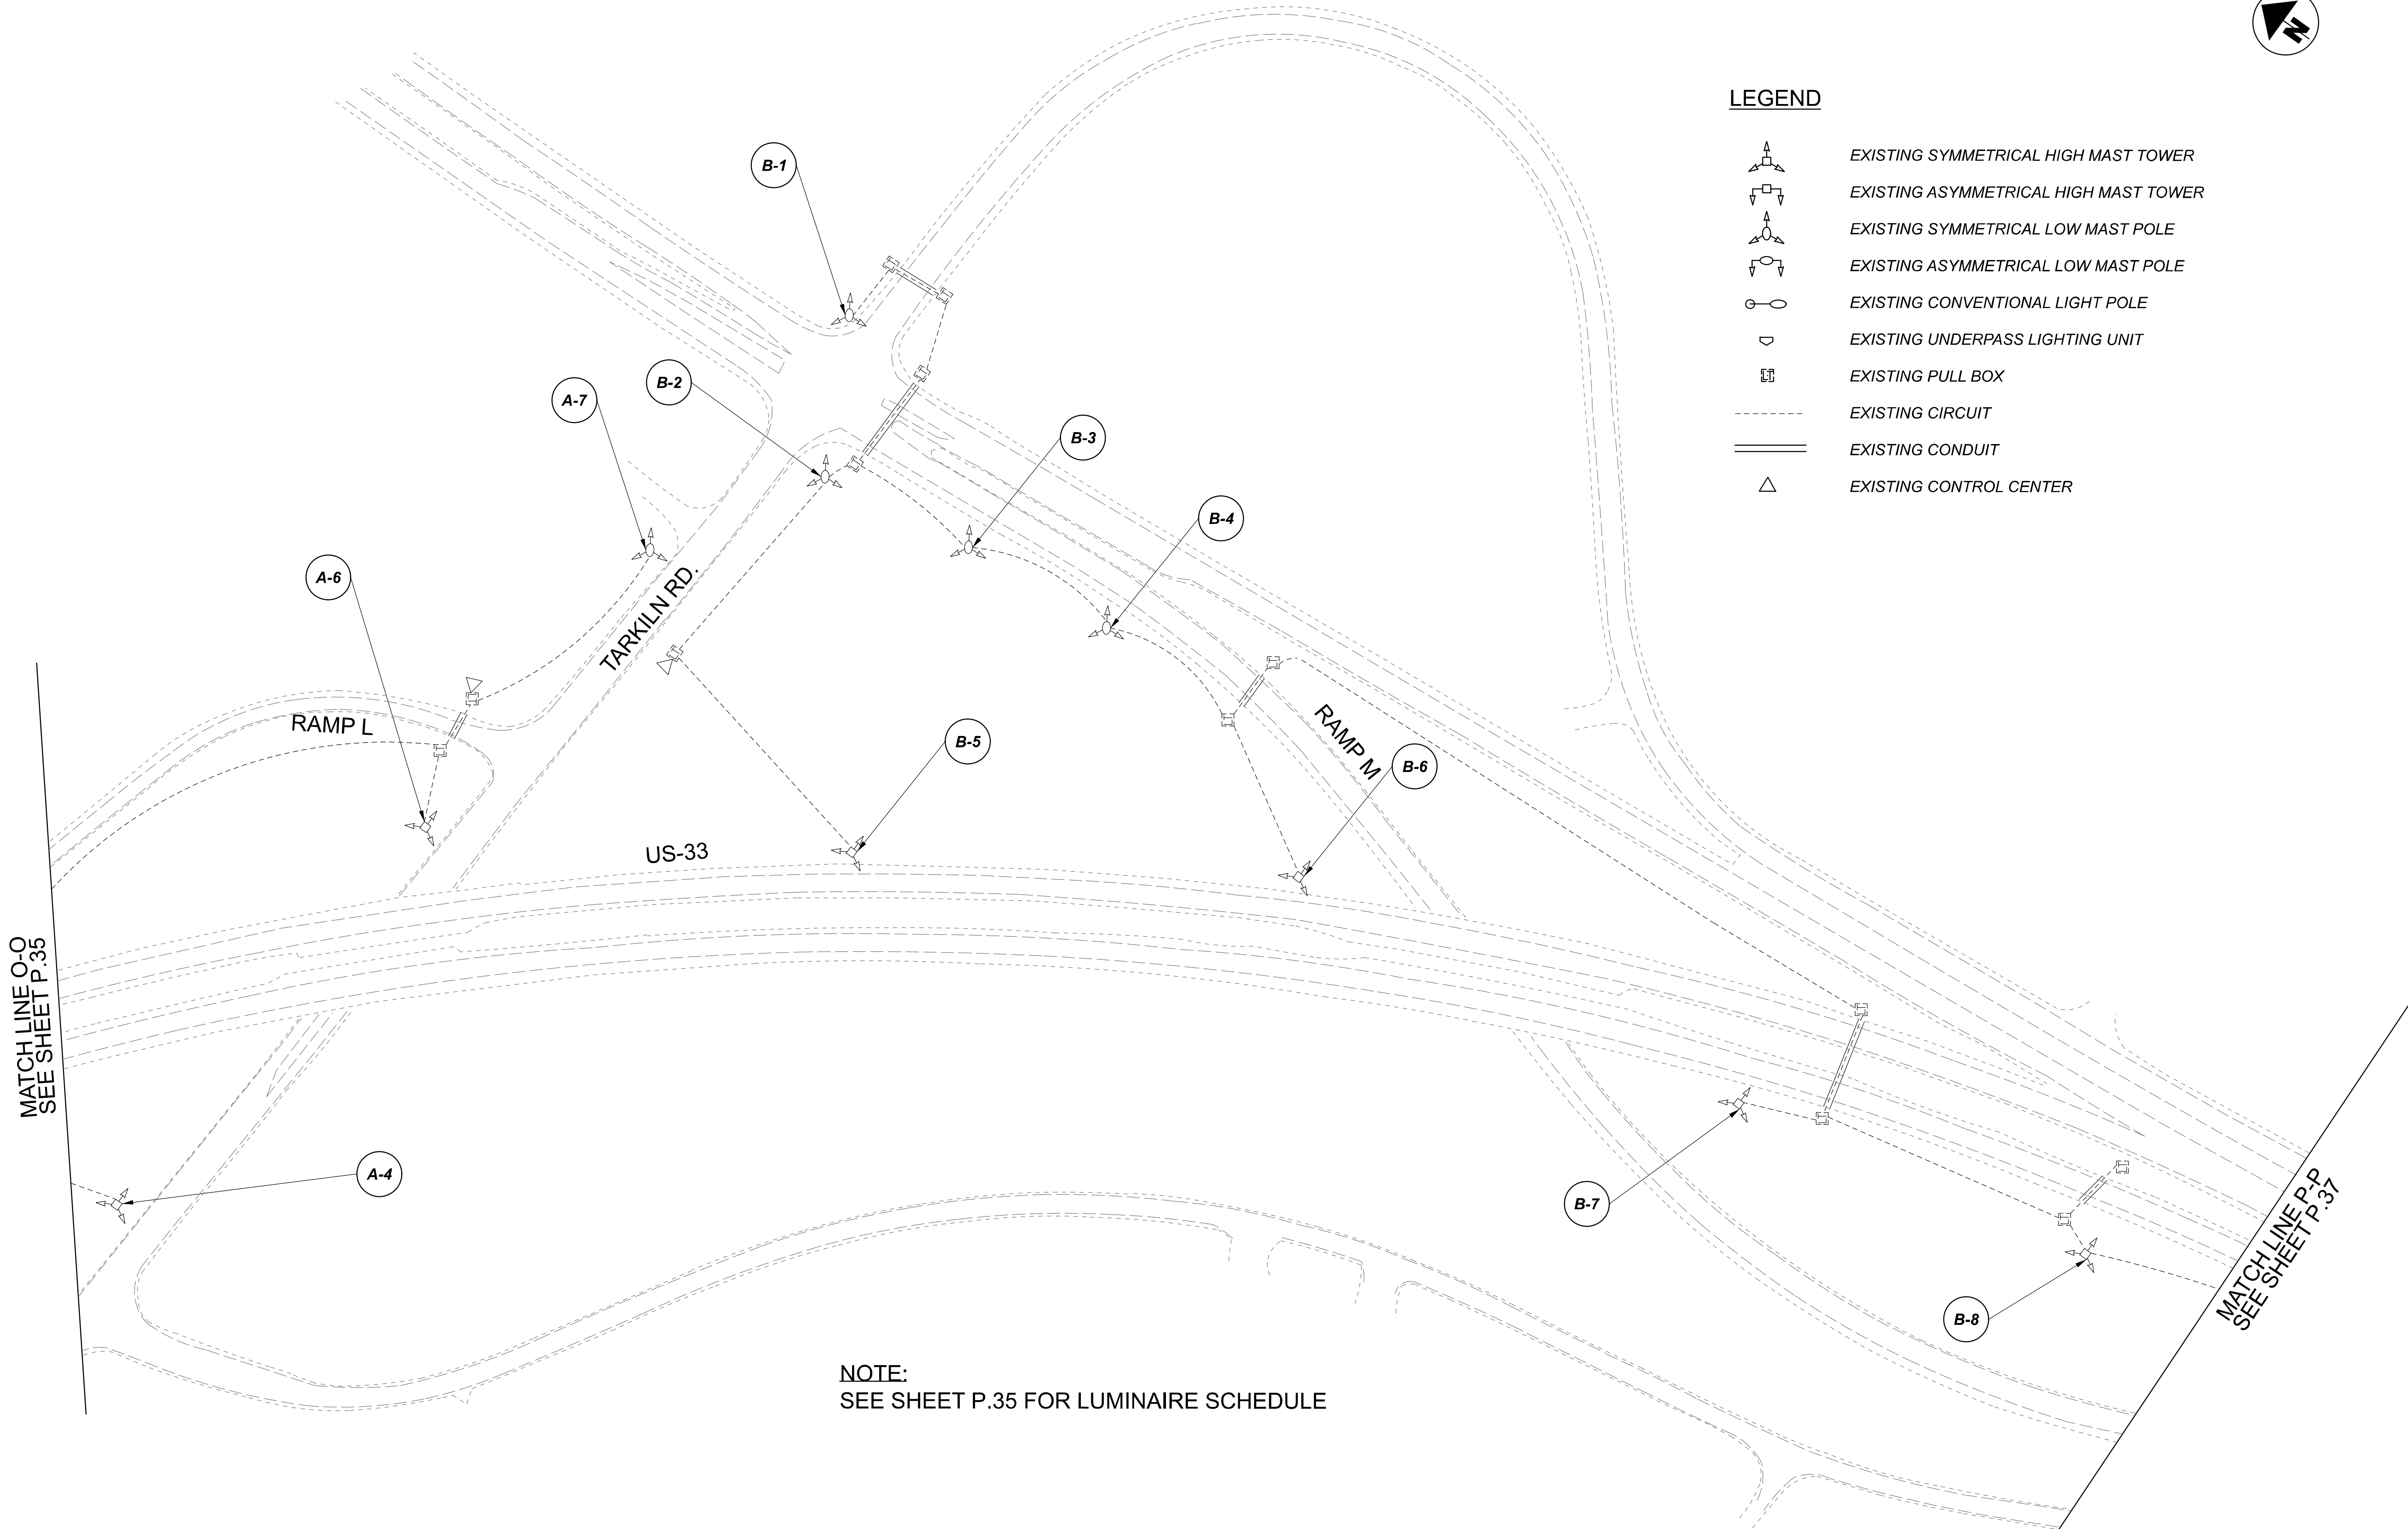 N
LEGEND
EXISTING SYMMETRICAL HIGH MAST TOWER
EXISTING ASYMMETRICAL HIGH MAST TOWER
EXISTING SYMMETRICAL LOW MAST POLE
EXISTING ASYMMETRICAL LOW MAST POLE
EXISTING CONVENTIONAL LIGHT POLE
EXISTING UNDERPASS LIGHTING UNIT
EXISTING PULL BOX
EXISTING CIRCUIT
EXISTING CONDUIT
EXISTING CONTROL CENTER
B-1
B-2
A-7
B-3
B-4
A-6
TARKILN RD.
RAMP L
RAMP M
B-5
B-6
US-33
MATCH LINE O-O
SEE SHEET P.35
A-4
B-7
B-8
MATCH LINE P-P
SEE SHEET P.37
NOTE:
SEE SHEET P.35 FOR LUMINAIRE SCHEDULE